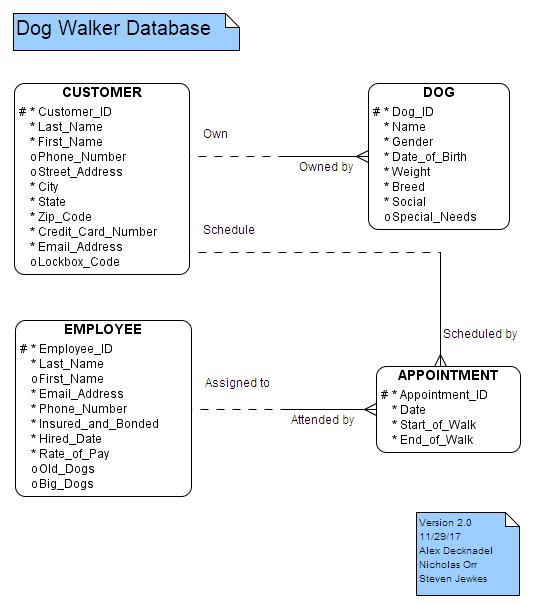 Dog Walker Database
CUSTOMER
# * Customer_ID
* Last_Name
* First_Name
o Phone_Number
o Street_Address
* City
* State
* Zip_Code
* Credit_Card_Number
* Email_Address
o Lockbox_Code
Own
Owned by
DOG
# * Dog_ID
* Name
* Gender
* Date_of_Birth
* Weight
* Breed
* Social
o Special_Needs
Schedule
Scheduled by
EMPLOYEE
# * Employee_ID
* Last_Name
o First_Name
* Email_Address
* Phone_Number
* Insured_and_Bonded
* Hired_Date
* Rate_of_Pay
o Old_Dogs
o Big_Dogs
Assigned to
Attended by
APPOINTMENT
# * Appointment_ID
* Date
* Start_of_Walk
* End_of_Walk
Version 2.0
11/29/17
Alex Decknadel
Nicholas Orr
Steven Jewkes